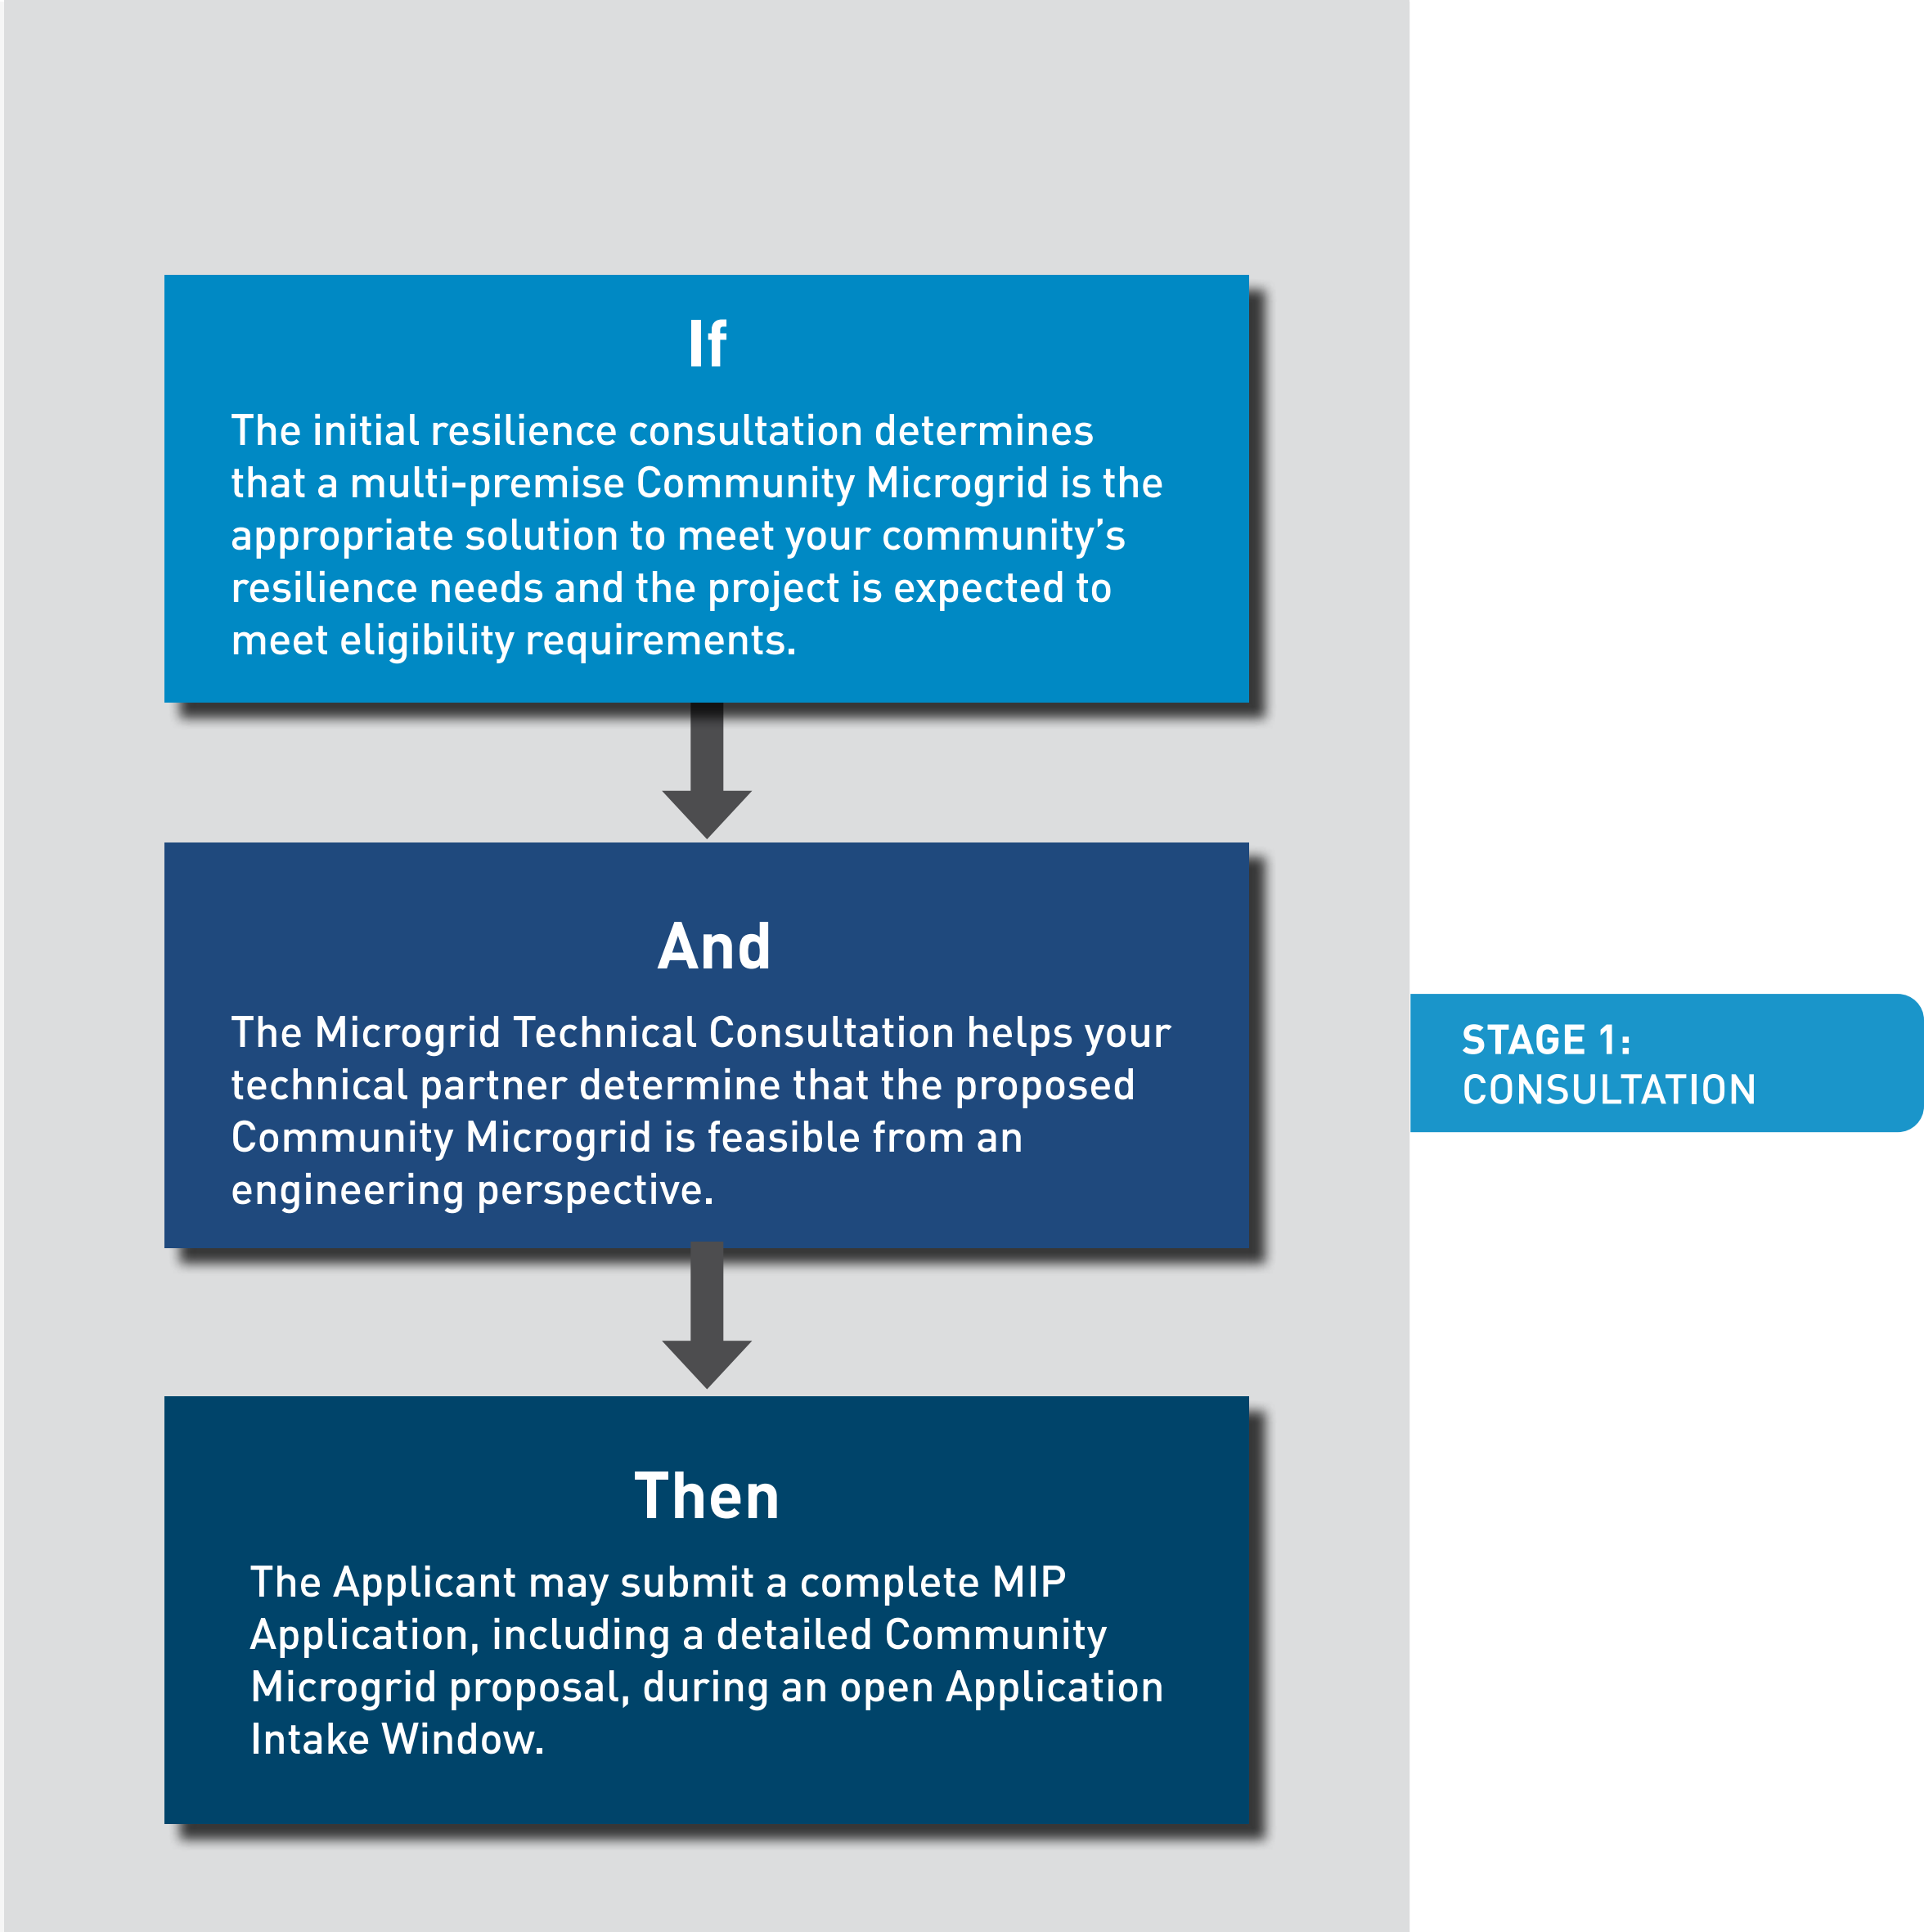 If
The initial resilience consultation determines
that a multi-premise Community Microgrid is the
appropriate solution to meet your community’s
resilience needs and the project is expected to
meet eligibility requirements.
And
The Microgrid Technical Consultation helps your
technical partner determine that the proposed
Community Microgrid is feasible from an
engineering perspective.
STAGE 1:
CONSULTATION
Then
The Applicant may submit a complete MIP
Application, including a detailed Community
Microgrid proposal, during an open Application
Intake Window.